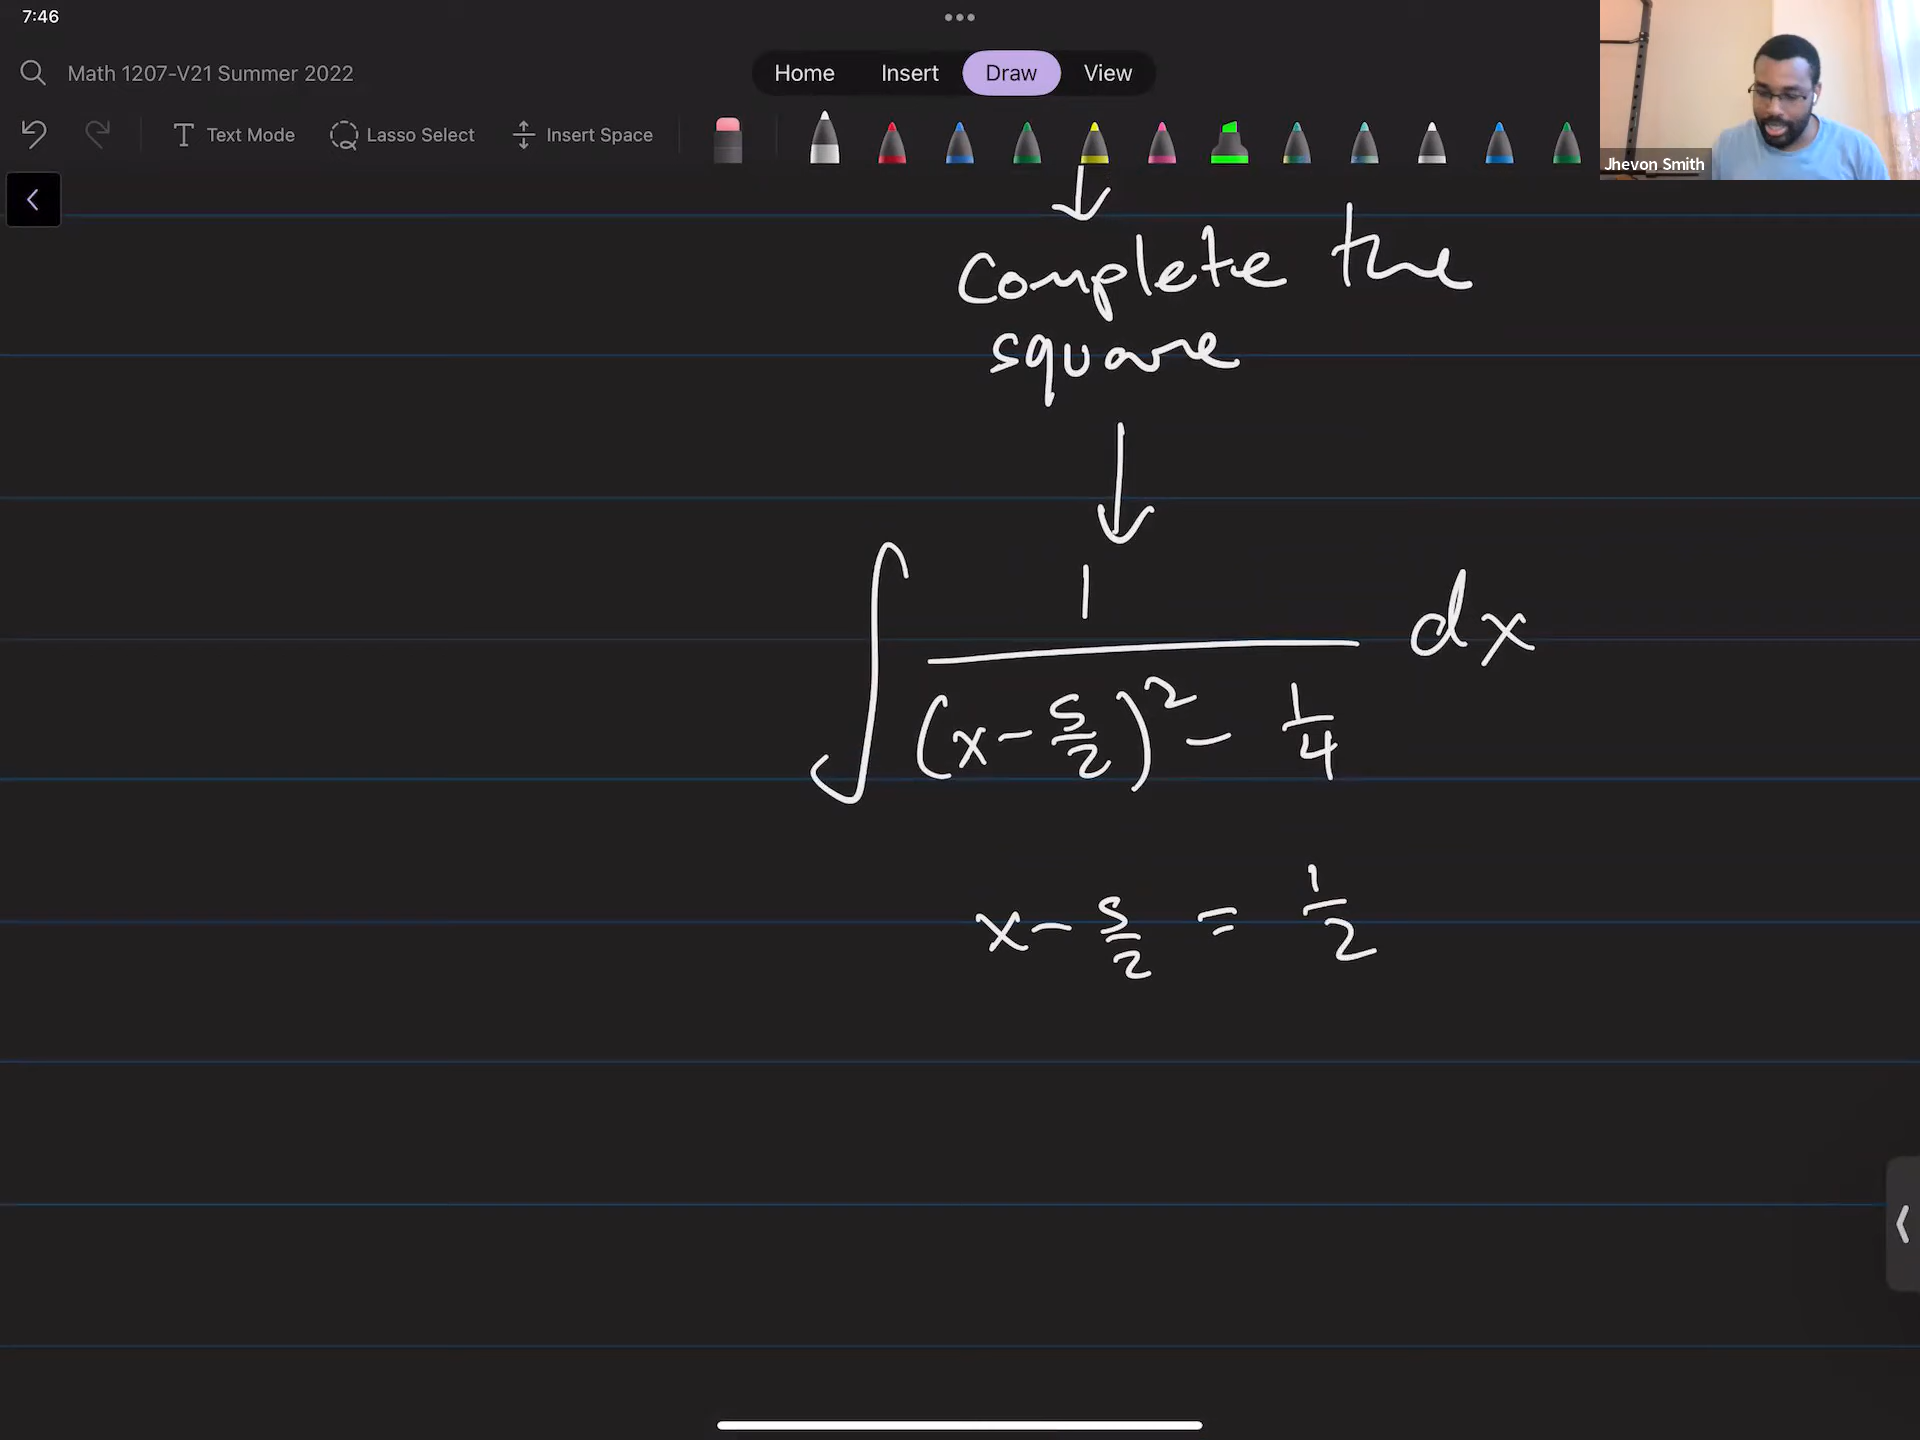 7:46
Math 1207-V21 Summer 2022
Home Insert Draw View
Text Mode Lasso Select Insert Space
Jhevon Smith
↓
Complete the
square
↓
∫ 1/((x - 5/2)² - 1/4) dx
x - 5/2 = 1/2